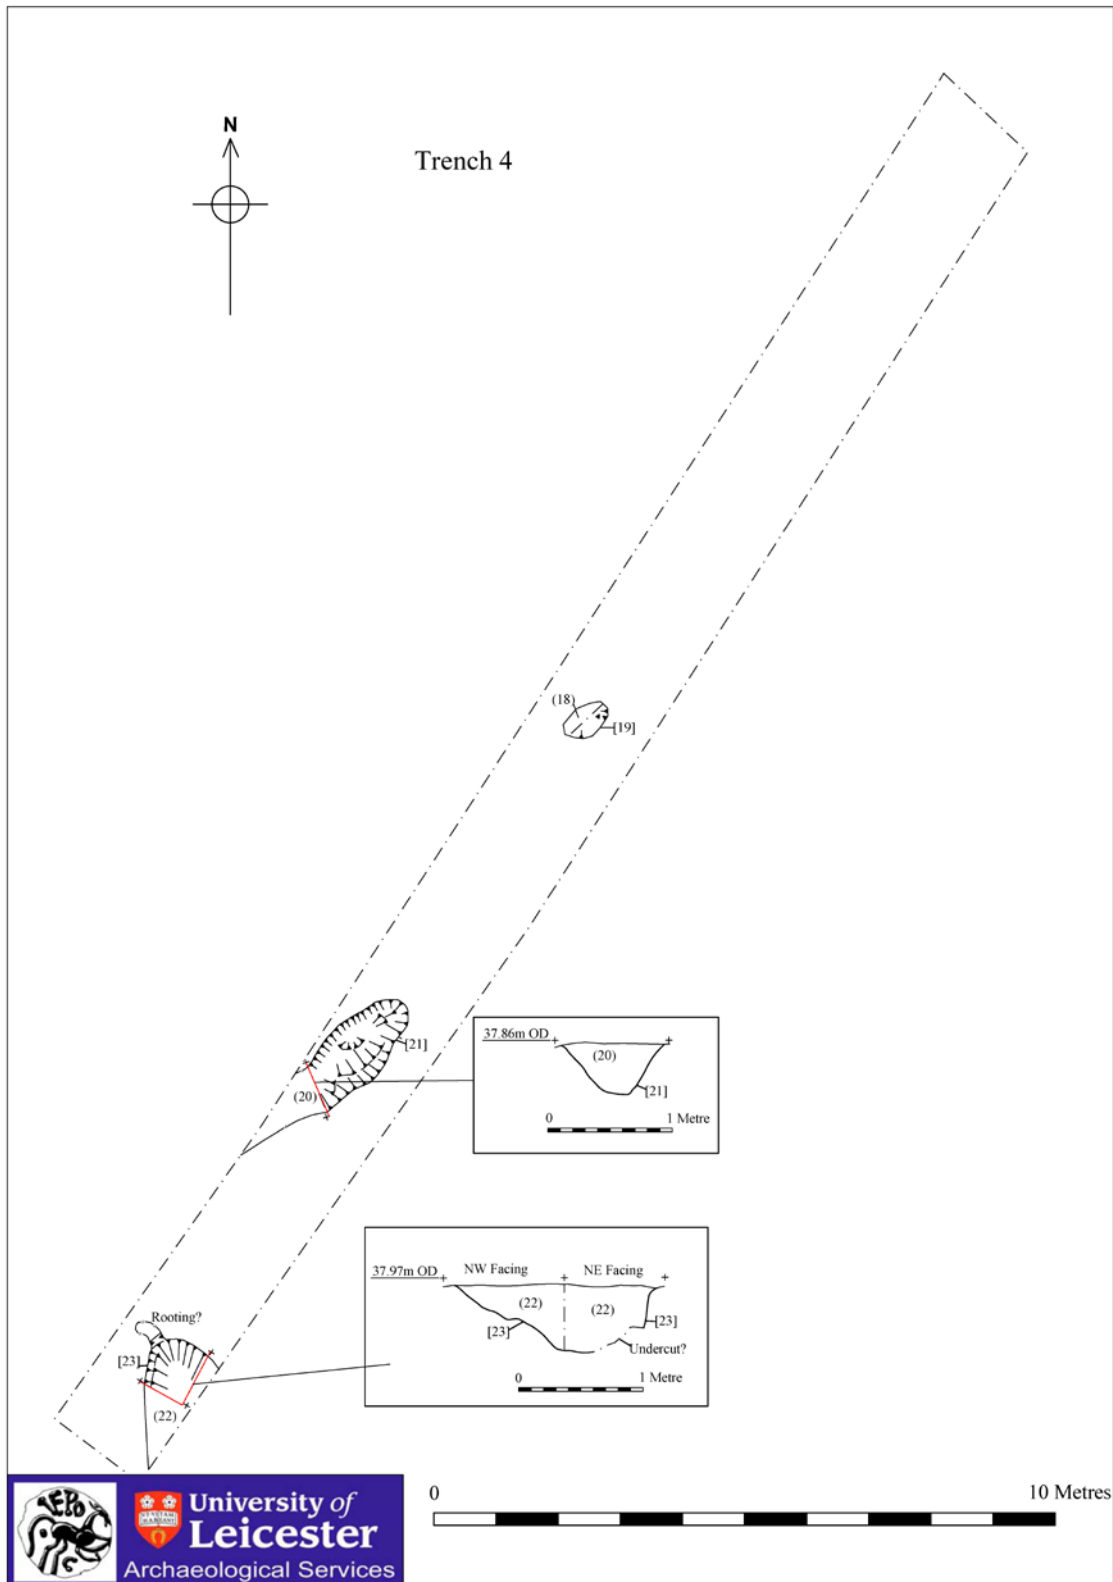 N
Trench 4
(18)
[19]
[21]
(20)
37.86m OD
(20)
[21]
0 1 Metre
37.97m OD
NW Facing NE Facing
(22) (22)
[23] [23]
Undercut?
0 1 Metre
Rooting?
[23]
(22)
University of
Leicester
Archaeological Services
0 10 Metres